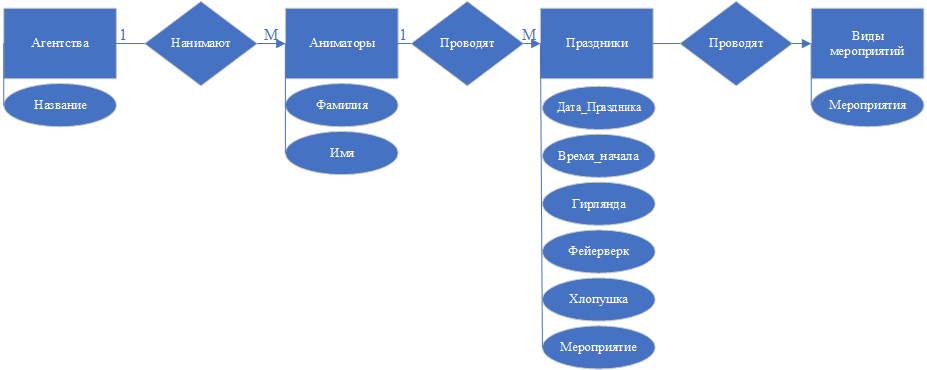 Агентства
1
Нанимают
М
Аниматоры
1
Проводят
М
Праздники
Проводят
Виды
мероприятий
Название
Фамилия
Имя
Дата_Праздника
Время_начала
Гирлянда
Фейерверк
Хлопушка
Мероприятие
Мероприятия